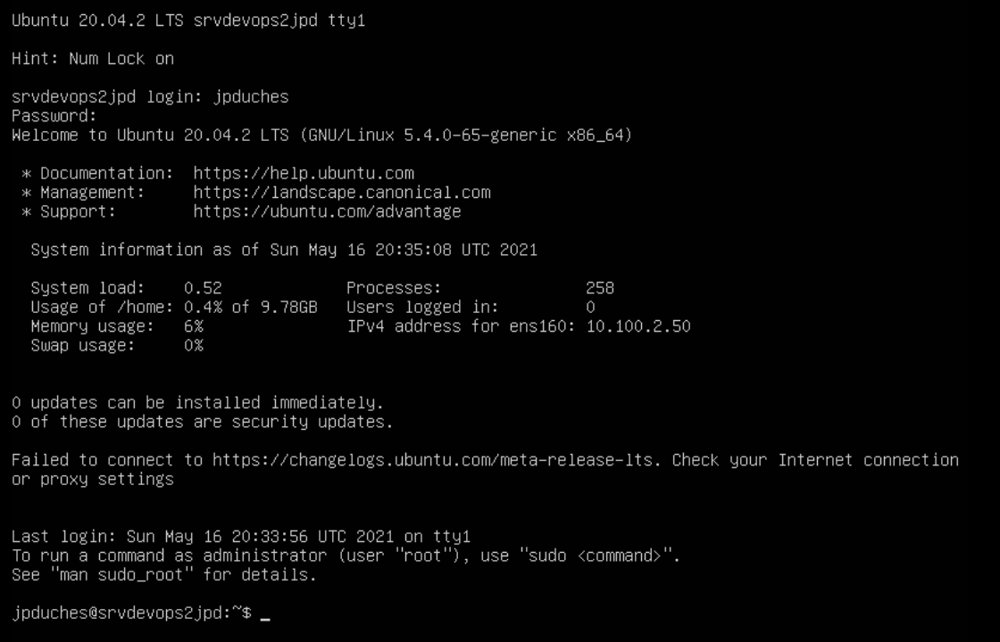 Ubuntu 20.04.2 LTS srvdevops2jpd tty1
Hint: Num Lock on
srvdevops2jpd login: jpduches
Password:
Welcome to Ubuntu 20.04.2 LTS (GNU/Linux 5.4.0-65-generic x86_64)
* Documentation:  https://help.ubuntu.com
* Management:     https://landscape.canonical.com
* Support:        https://ubuntu.com/advantage
System information as of Sun May 16 20:35:08 UTC 2021
System load:    0.52             Processes:               258
Usage of /home: 0.4% of 9.78GB   Users logged in:         0
Memory usage:   6%               IPv4 address for ens160: 10.100.2.50
Swap usage:     0%
0 updates can be installed immediately.
0 of these updates are security updates.
Failed to connect to https://changelogs.ubuntu.com/meta-release-lts. Check your Internet connection
or proxy settings
Last login: Sun May 16 20:33:56 UTC 2021 on tty1
To run a command as administrator (user "root"), use "sudo <command>".
See "man sudo_root" for details.
jpduches@srvdevops2jpd:~$ _